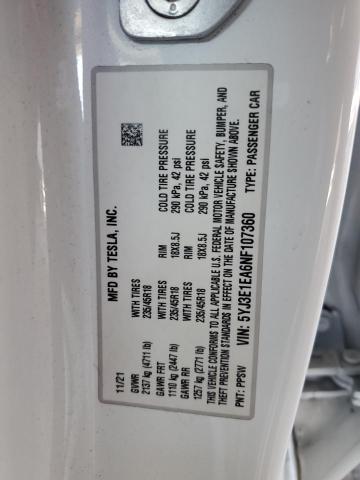 MFD BY TESLA, INC.
11/21
GVWR
2137 kg (4711 lb)
GAWR FRT WITH TIRES RIM COLD TIRE PRESSURE
1110 kg (2447 lb) 235/45R18 18X8.5J 290 kPa, 42 psi
GAWR RR WITH TIRES RIM COLD TIRE PRESSURE
1257 kg (2771 lb) 235/45R18 18X8.5J 290 kPa, 42 psi
THIS VEHICLE CONFORMS TO ALL APPLICABLE U.S. FEDERAL MOTOR VEHICLE SAFETY, BUMPER, AND
THEFT PREVENTION STANDARDS IN EFFECT ON THE DATE OF MANUFACTURE SHOWN ABOVE.
VIN: 5YJ3E1EA6NF107360 TYPE: PASSENGER CAR
PNT: PPSW